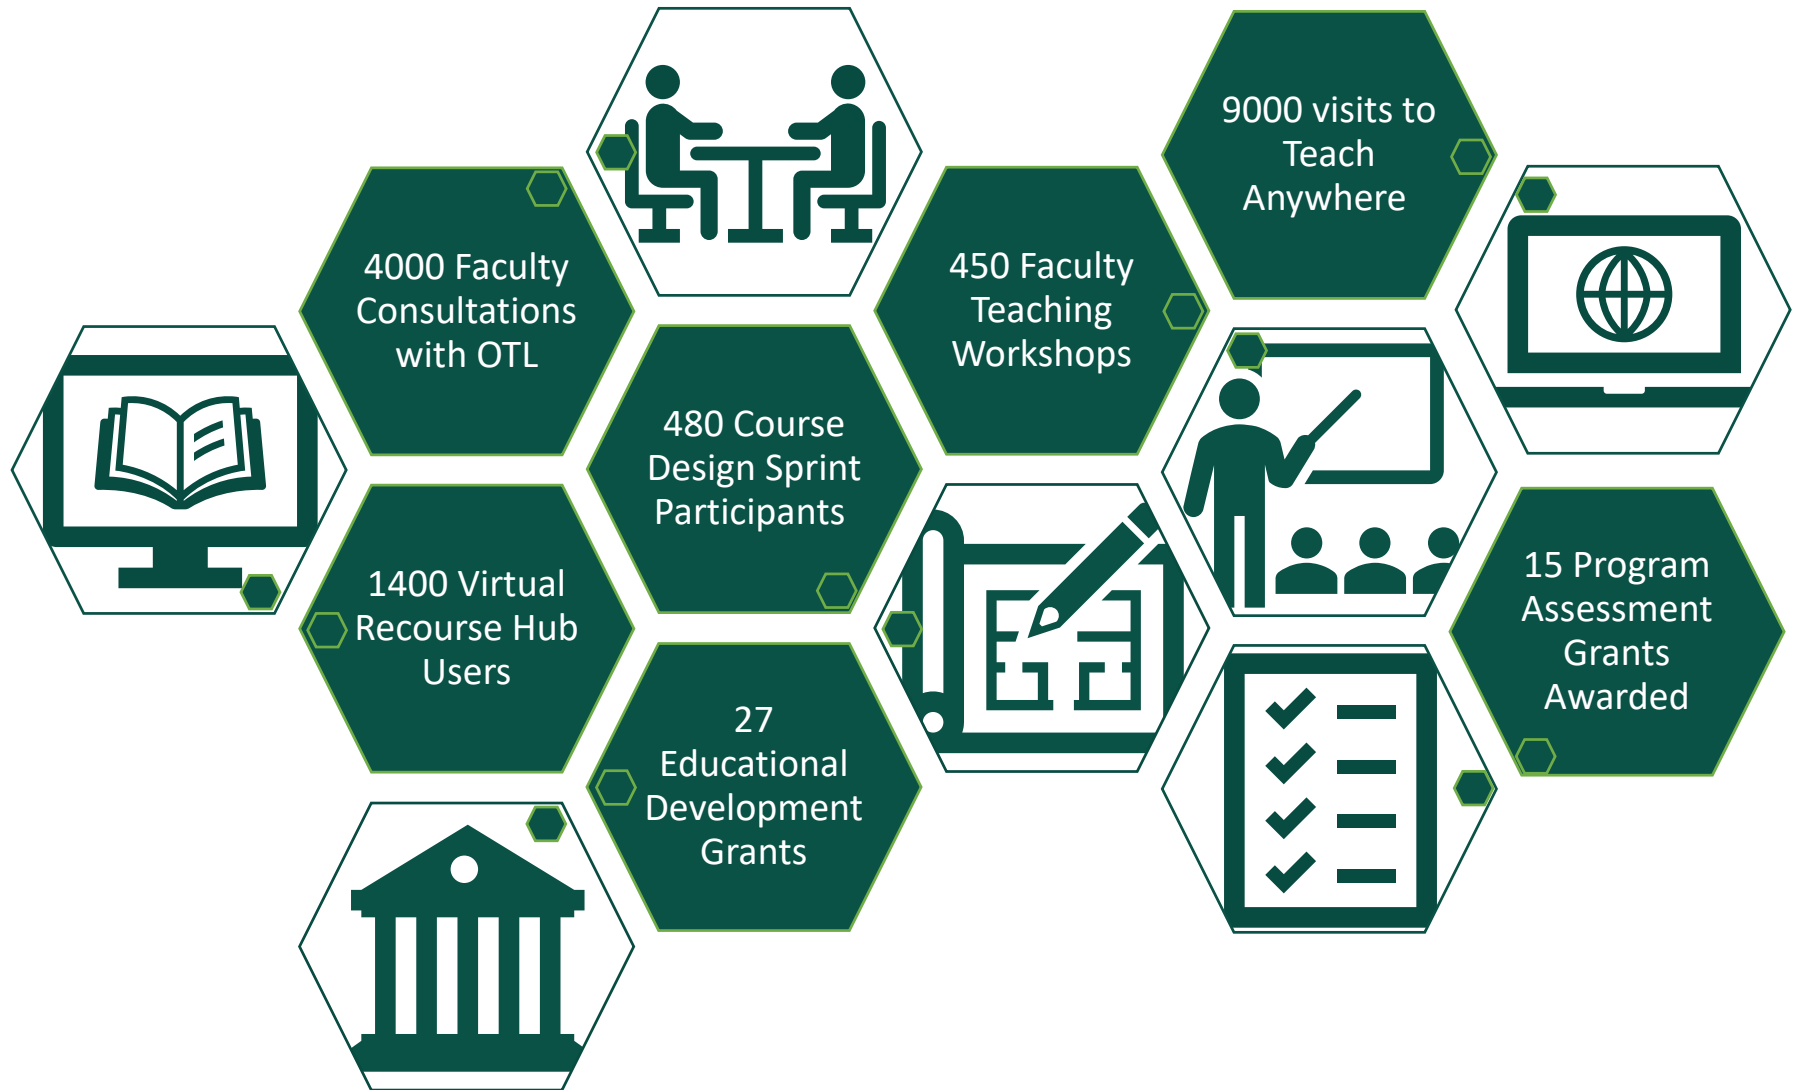 9000 visits to
Teach
Anywhere
4000 Faculty
Consultations
with OTL
450 Faculty
Teaching
Workshops
480 Course
Design Sprint
Participants
1400 Virtual
Recourse Hub
Users
15 Program
Assessment
Grants
Awarded
27
Educational
Development
Grants